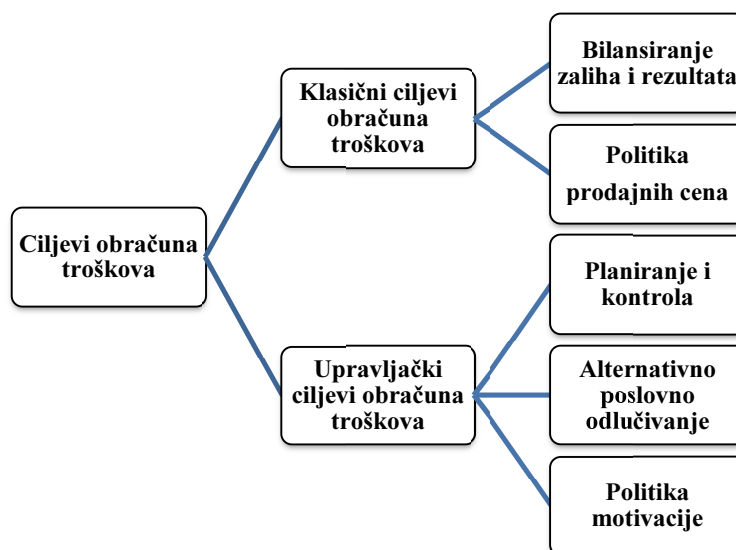 Ciljevi obračuna
troškova
Klasični ciljevi
obračuna
troškova
Bilansiranje
zaliha i rezultata
Politika
prodajnih cena
Upravljački
ciljevi obračuna
troškova
Planiranje i
kontrola
Alternativno
poslovno
odlučivanje
Politika
motivacije